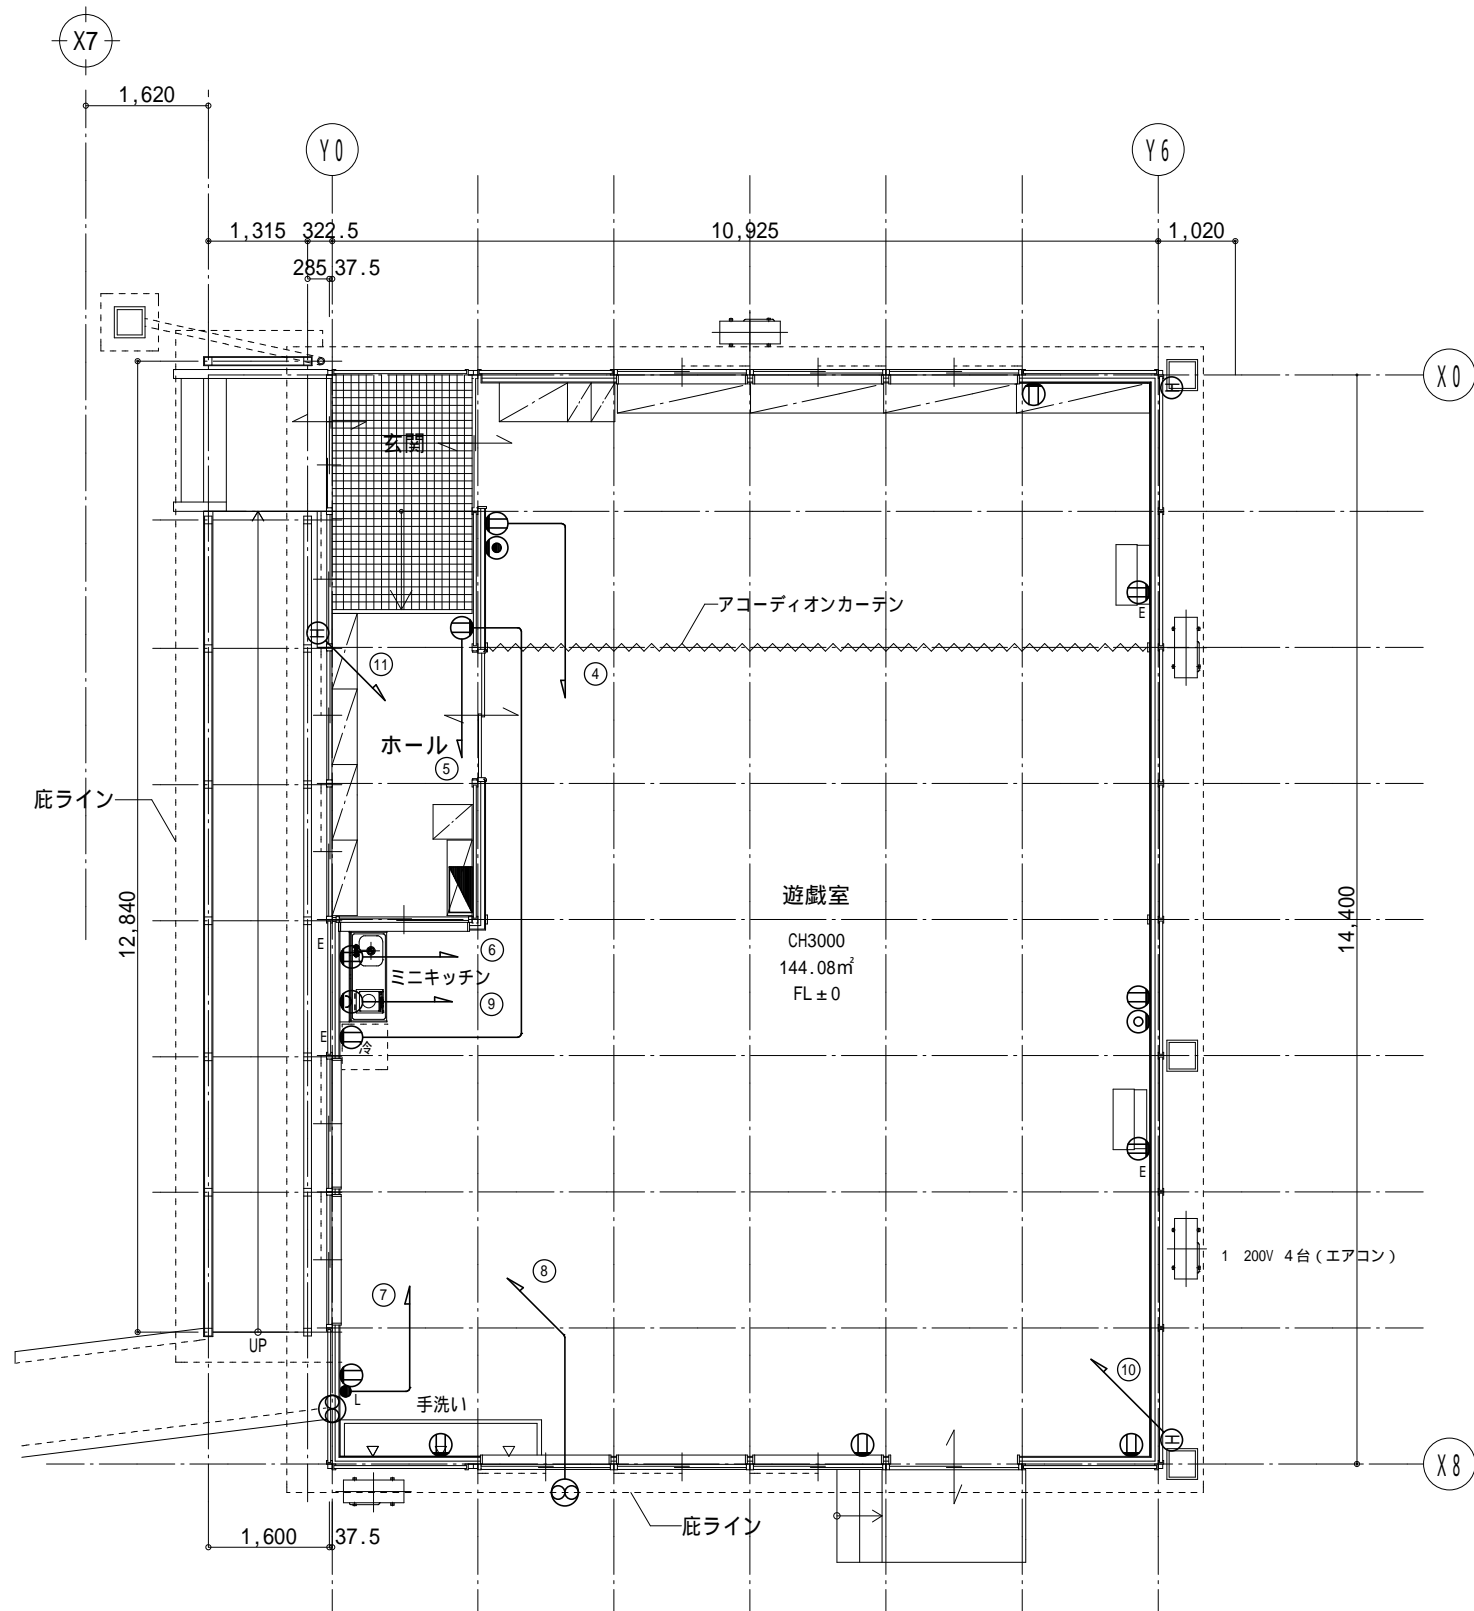 X7
1,620
Y0
Y6
1,315 322.5
10,925
1,020
285 37.5
X0
玄関
アコーディオンカーテン
E
⑪
④
ホール
⑤
庇ライン
12,840
遊戯室
CH3000
144.08㎡
FL±0
14,400
E
⑥
ミニキッチン
⑨
E
冷
E
1 200V 4台(エアコン)
⑧
⑦
UP
⑩
L
手洗い
X8
庇ライン
1,600 37.5